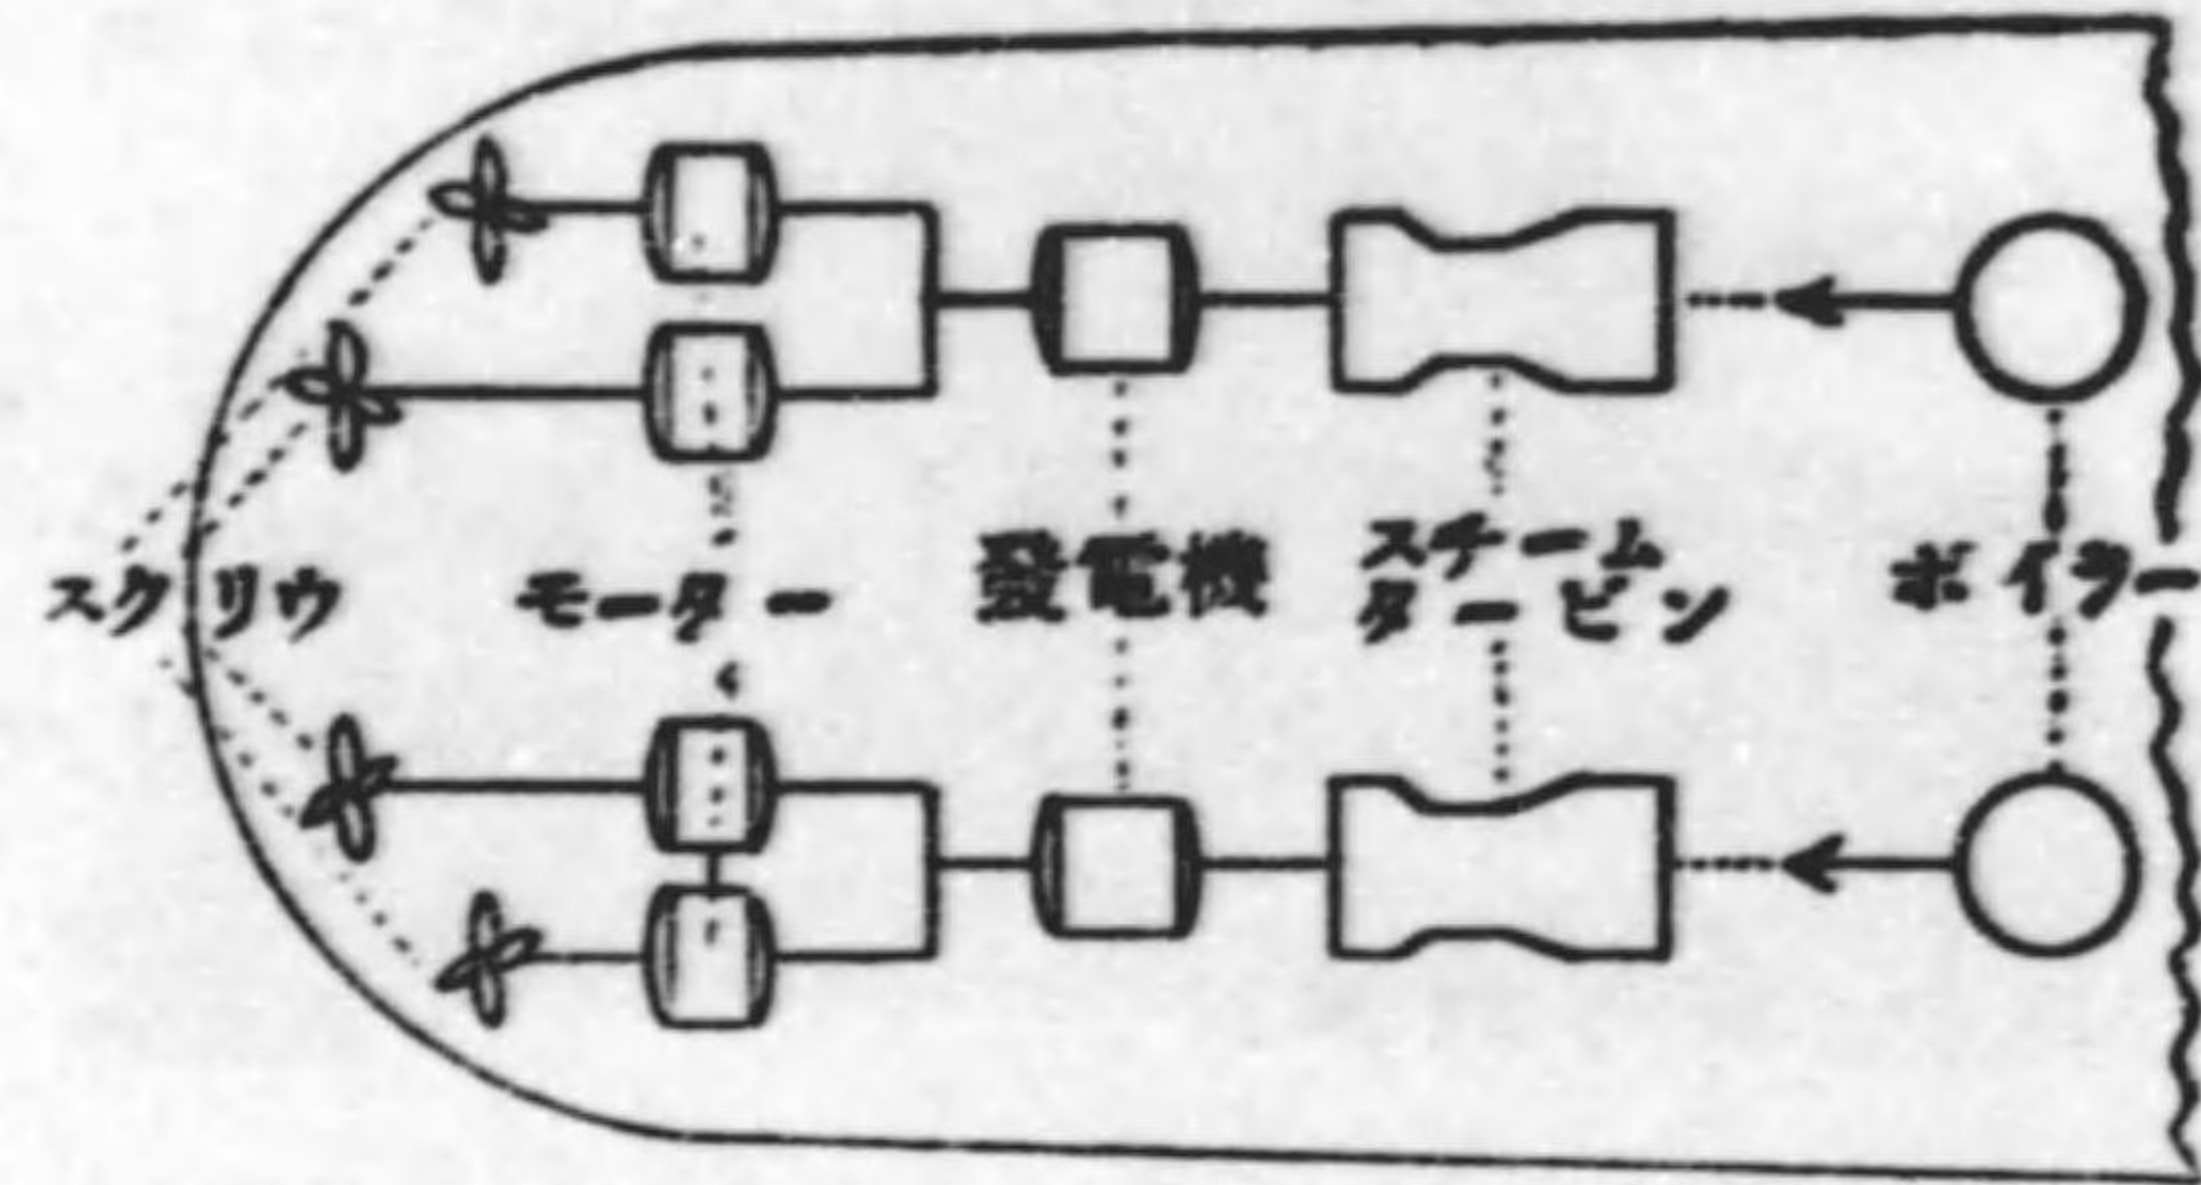 スクリウ
モーター
發電機
スチーム
タービン
ボイラー